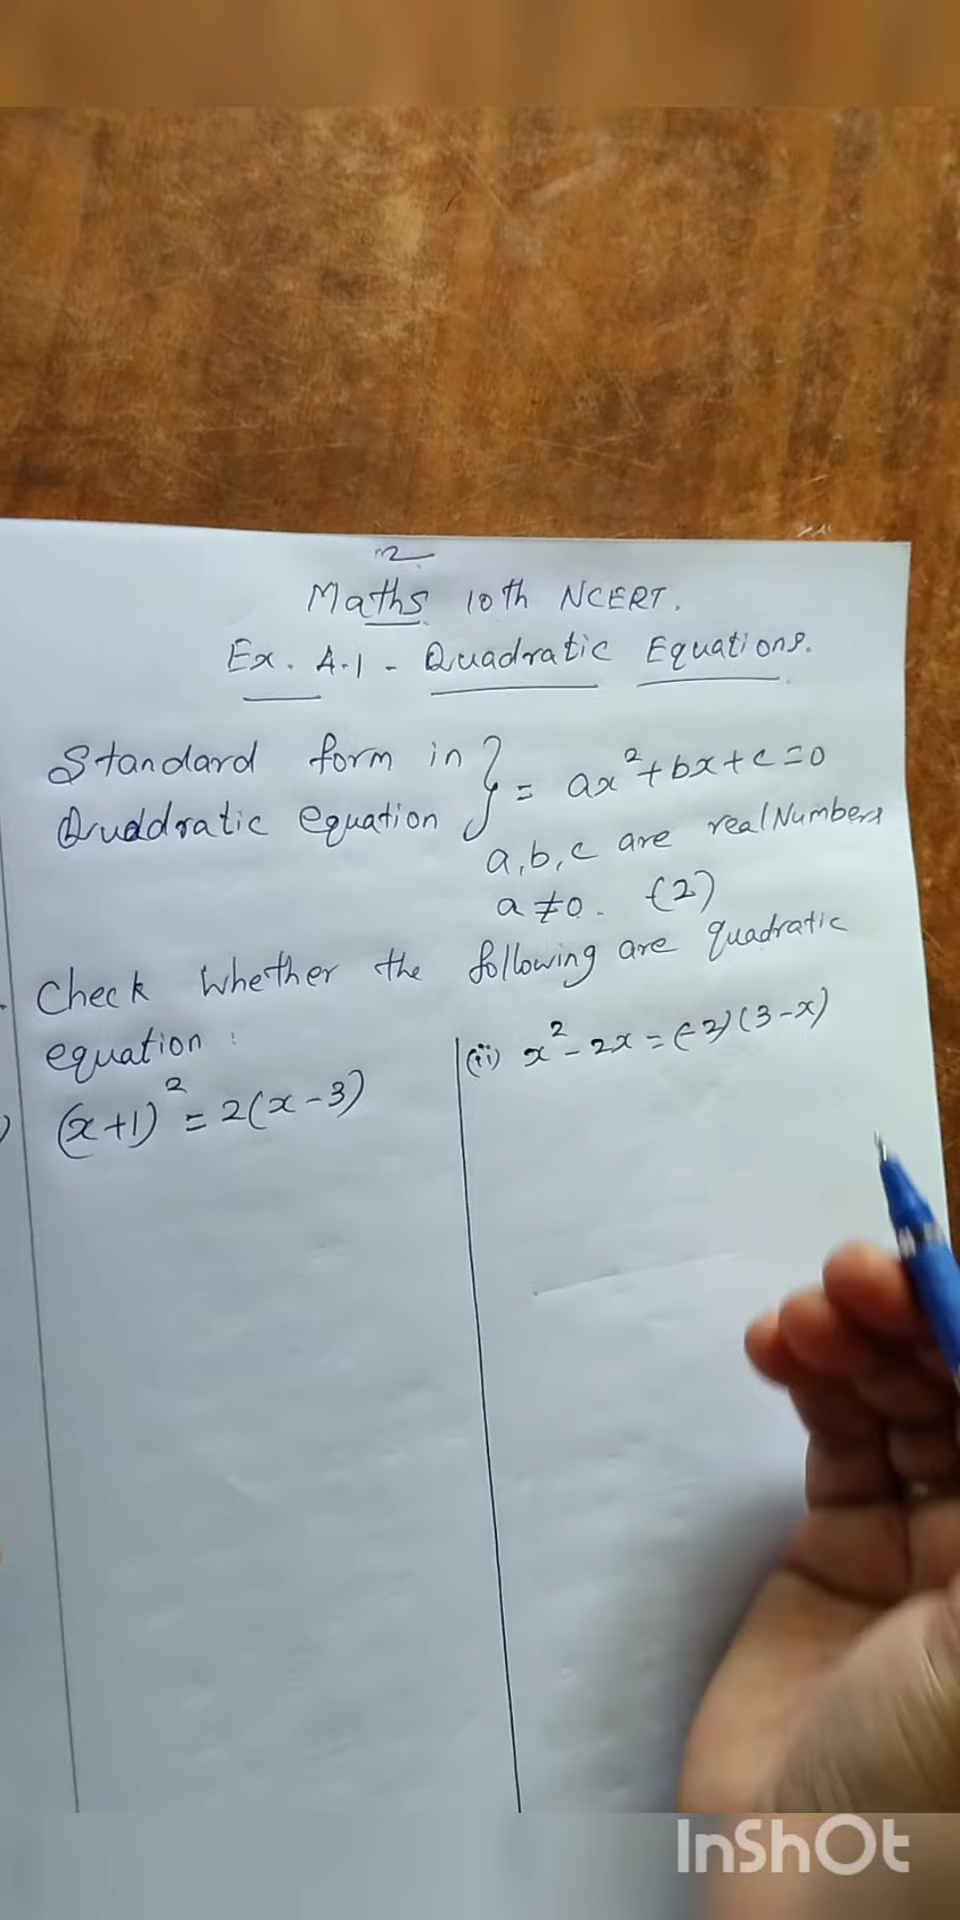 Maths 10th NCERT.
Ex. 4.1 - Quadratic Equations.
Standard form in } = ax²+bx+c=0
Quadratic equation
a,b,c are real Numbers
a≠0. (2)
Check whether the following are quadratic
equation:
(ii) x²-2x=(-2)(3-x)
(x+1)²=2(x-3)
InShOt